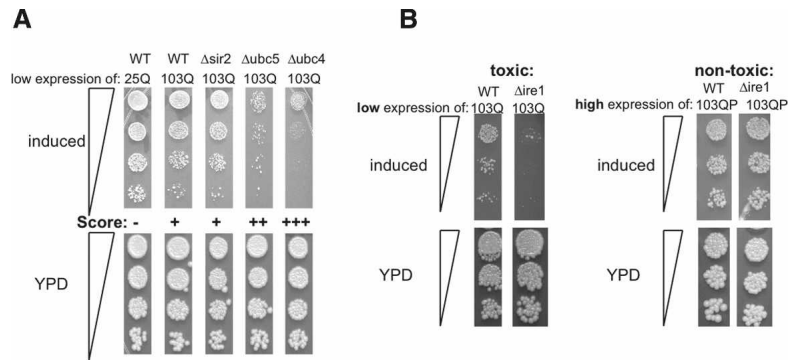 A
WT WT Δsir2 Δubc5 Δubc4
low expression of: 25Q 103Q 103Q 103Q 103Q
induced
Score: - + + ++ +++
YPD
B
toxic:
WT Δire1
low expression of: 103Q 103Q
induced
YPD
non-toxic:
WT Δire1
high expression of: 103QP 103QP
induced
YPD